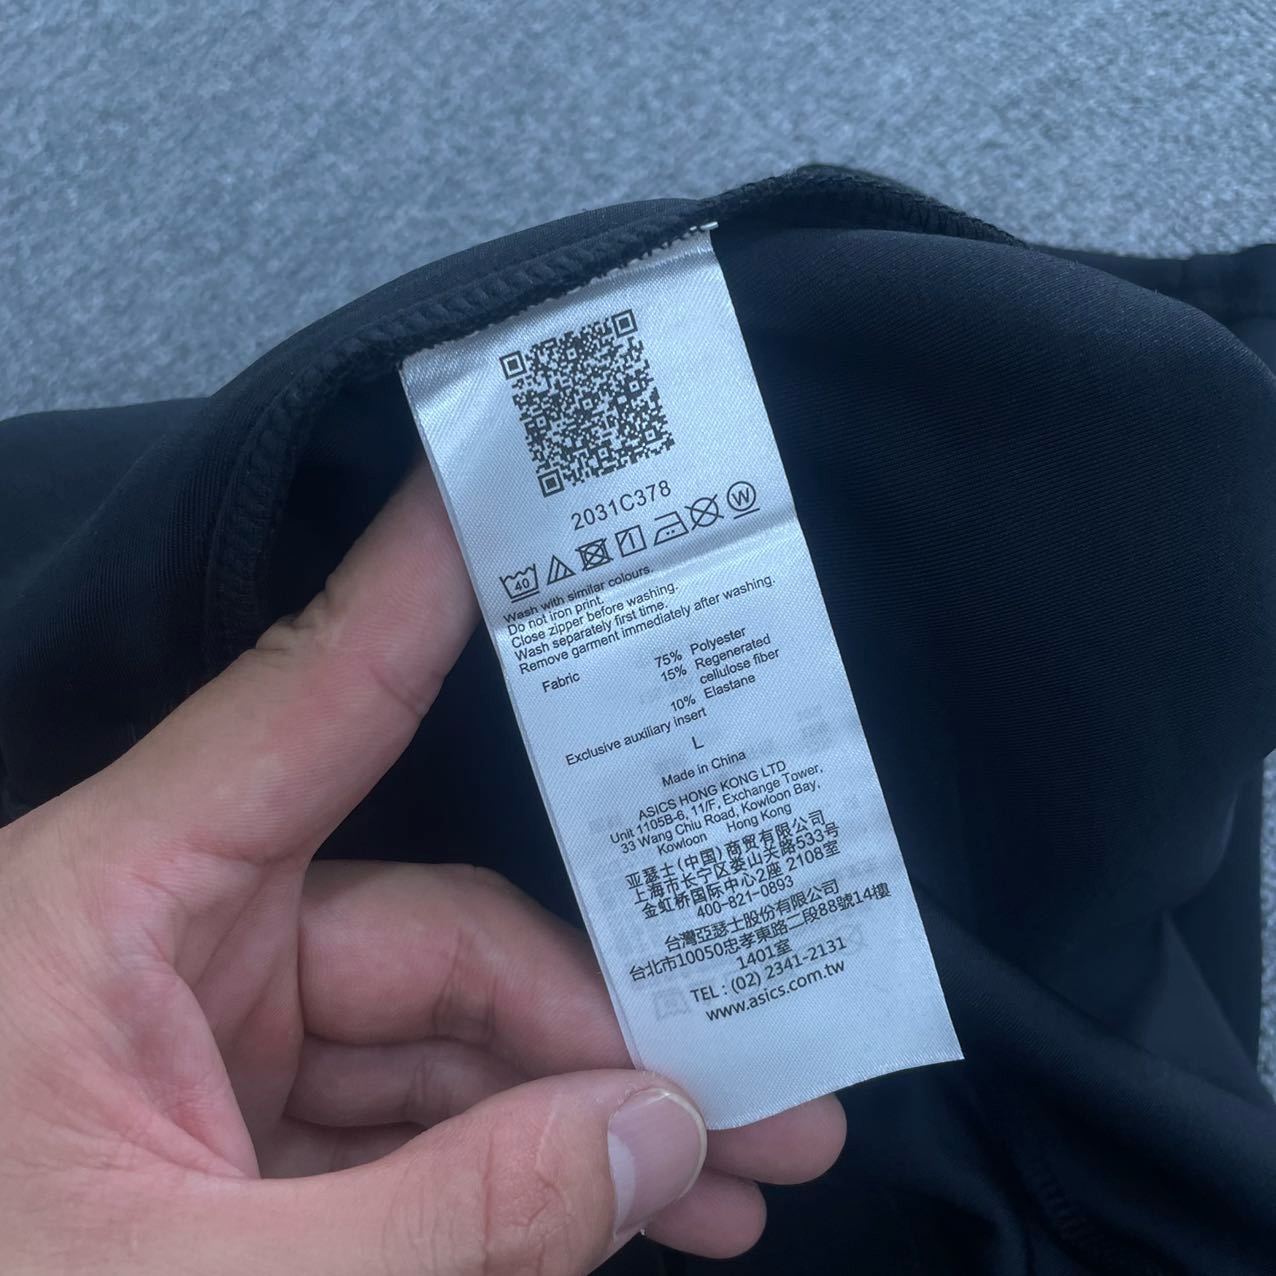 2031C378
40 W
Wash with similar colours.
Do not iron print.
Close zipper before washing.
Wash separately first time.
Remove garment immediately after washing.
Fabric 75% Polyester
15% Regenerated
cellulose fiber
10% Elastane
Exclusive auxiliary insert
L
Made in China
ASICS HONG KONG LTD
Unit 1105B-6, 11/F, Exchange Tower,
33 Wang Chiu Road, Kowloon Bay,
Kowloon Hong Kong
亚瑟士(中国)商贸有限公司
上海市长宁区娄山关路533号
金虹桥国际中心2座 2108室
400-821-0893
台灣亞瑟士股份有限公司
台北市10050忠孝東路二段88號14樓
1401室
TEL : (02) 2341-2131
www.asics.com.tw